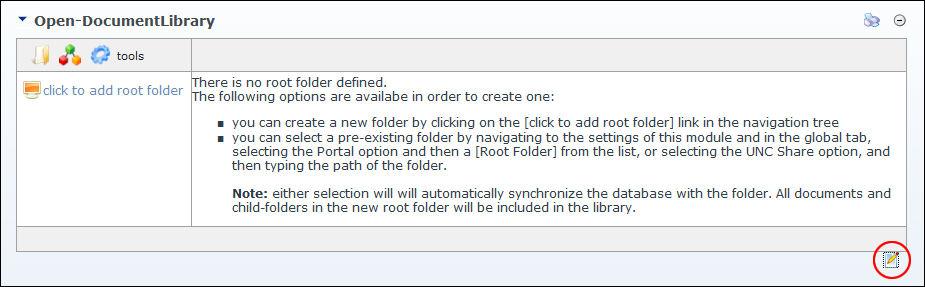 Open-DocumentLibrary
tools
click to add root folder
There is no root folder defined.
The following options are availabe in order to create one:
▪ you can create a new folder by clicking on the [click to add root folder] link in the navigation tree
▪ you can select a pre-existing folder by navigating to the settings of this module and in the global tab,
selecting the Portal option and then a [Root Folder] from the list, or selecting the UNC Share option, and
then typing the path of the folder.
Note: either selection will will automatically synchronize the database with the folder. All documents and
child-folders in the new root folder will be included in the library.